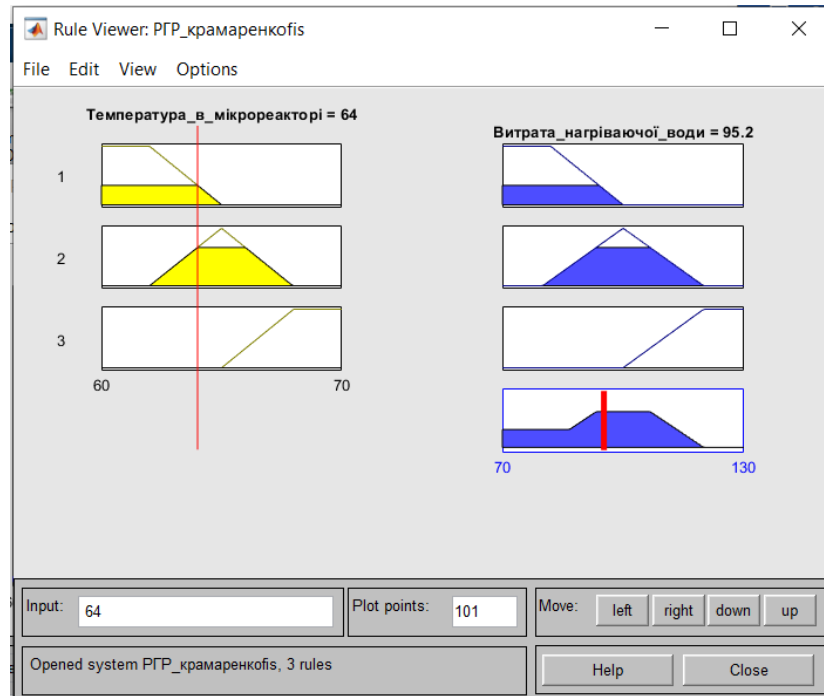 Rule Viewer: РГР_крамаренкоfis
File Edit View Options
Температура_в_мікрореакторі = 64
Витрата_нагріваючої_води = 95.2
1
2
3
60 70
70 130
Input: 64
Plot points: 101
Move: left right down up
Opened system РГР_крамаренкоfis, 3 rules
Help Close